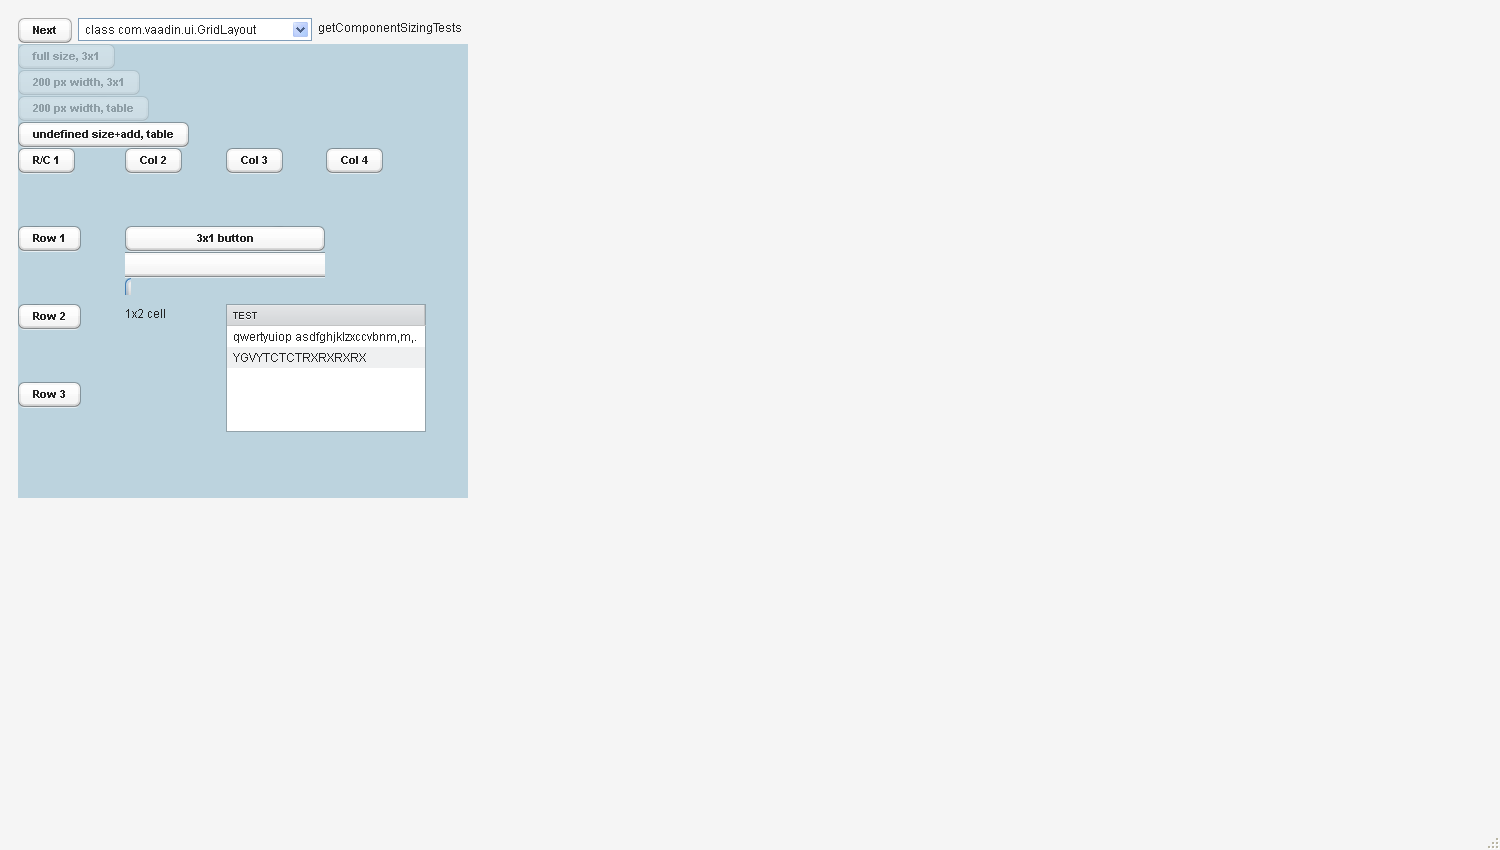 Next class com.vaadin.ui.GridLayout getComponentSizingTests
full size, 3x1
200 px width, 3x1
200 px width, table
undefined size+add, table
R/C 1 Col 2 Col 3 Col 4
Row 1 3x1 button
Row 2 1x2 cell TEST
qwertyuiop asdfghjklzxccvbnm,m,.
YGVYTCTCTRXRXRXRX
Row 3